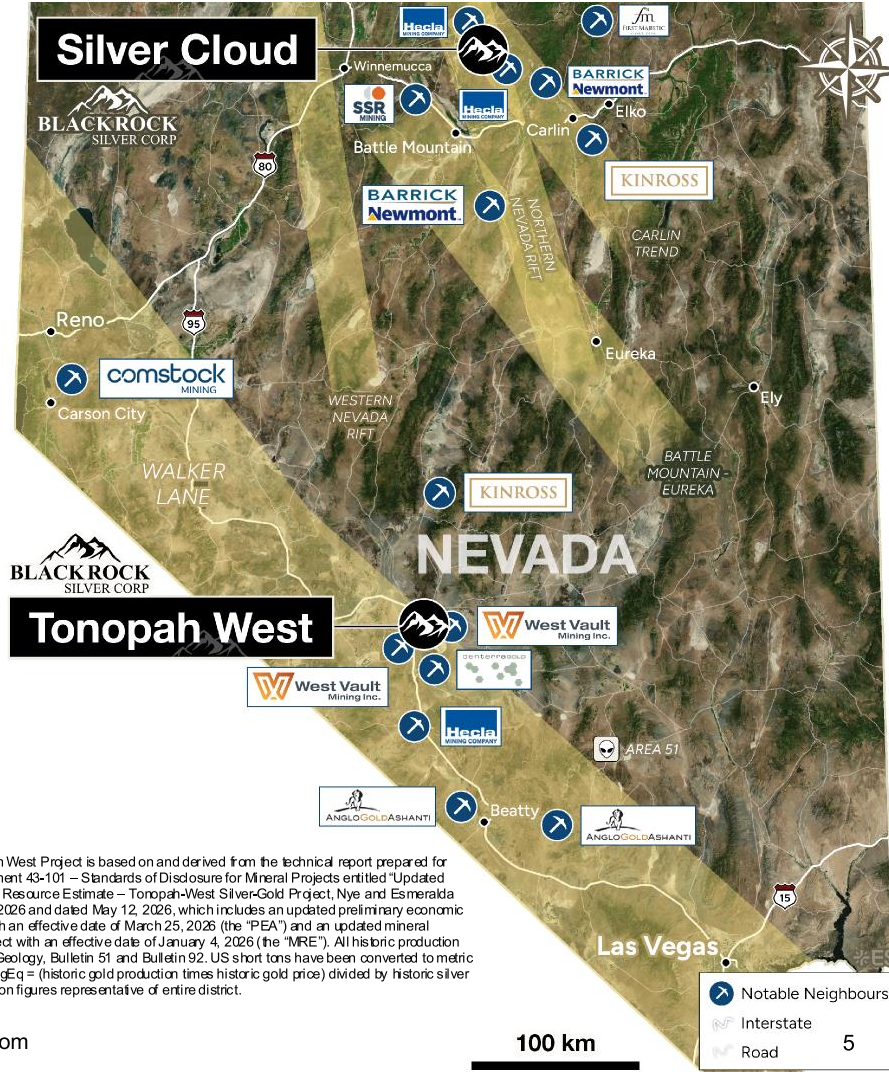 Hecla
MINING COMPANY
fm
FIRST MAJESTIC
Silver Cloud
Winnemucca
BLACKROCK
SILVER CORP
SSR
MINING
Hecla
MINING COMPANY
BARRICK
Newmont
Elko
Carlin
Battle Mountain
80
KINROSS
BARRICK
Newmont
NORTHERN
NEVADA RIFT
CARLIN
TREND
Reno
95
Eureka
comstock
MINING
Carson City
Ely
WESTERN
NEVADA
RIFT
WALKER
LANE
BATTLE
MOUNTAIN -
EUREKA
KINROSS
NEVADA
BLACKROCK
SILVER CORP
Tonopah West
West Vault
Mining Inc.
centerraGOLD
West Vault
Mining Inc.
Hecla
MINING COMPANY
AREA 51
ANGLOGOLDASHANTI
Beatty
ANGLOGOLDASHANTI
h West Project is based on and derived from the technical report prepared for
nent 43-101 – Standards of Disclosure for Mineral Projects entitled “Updated
Resource Estimate – Tonopah-West Silver-Gold Project, Nye and Esmeralda
2026 and dated May 12, 2026, which includes an updated preliminary economic
h an effective date of March 25, 2026 (the “PEA”) and an updated mineral
ect with an effective date of January 4, 2026 (the “MRE”). All historic production
Geology, Bulletin 51 and Bulletin 92. US short tons have been converted to metric
gEq = (historic gold production times historic gold price) divided by historic silver
on figures representative of entire district.
15
Las Vegas
Notable Neighbours
Interstate
Road
om
100 km
5